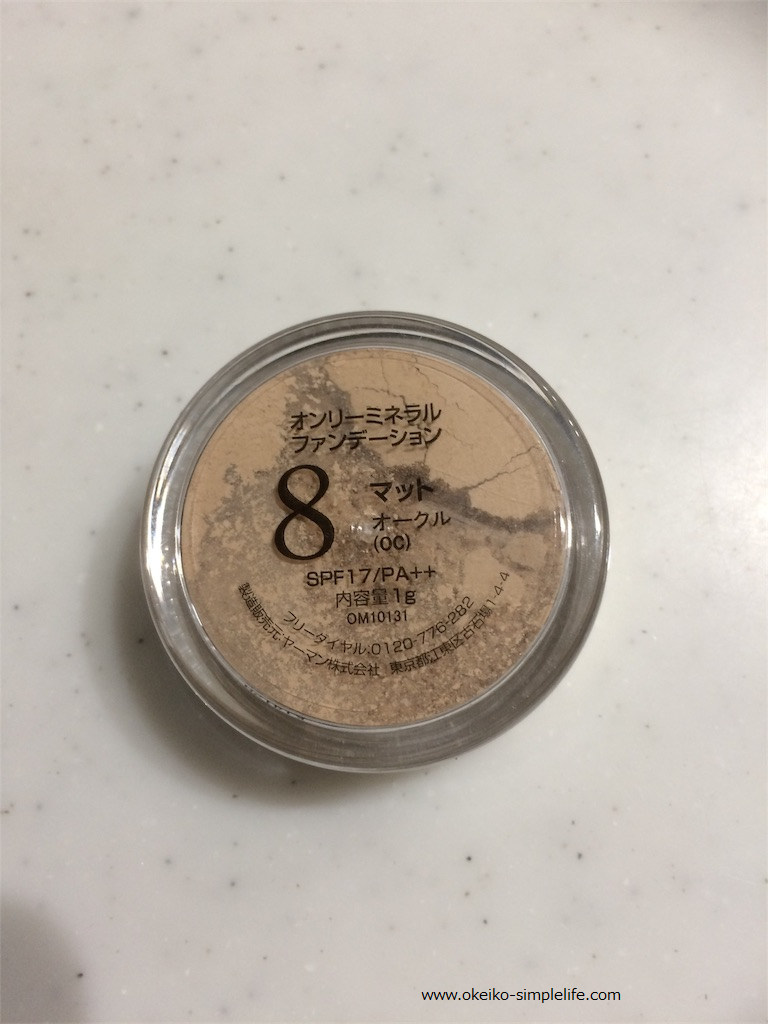 オンリーミネラル
ファンデーション
8
マット
オークル
(OC)
SPF17/PA++
内容量1g
OM10131
フリーダイヤル:0120-776-282
製造販売元:ヤーマン株式会社 東京都江東区古石場1-4-4
www.okeiko-simplelife.com